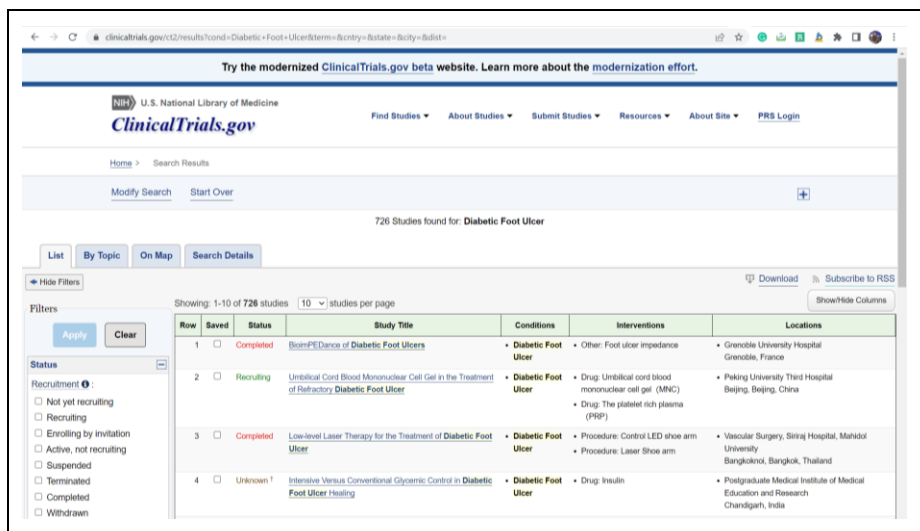 clinicaltrials.gov/ct2/results?cond=Diabetic+Foot+Ulcer&term=&cntry=&state=&city=&dist=
Try the modernized ClinicalTrials.gov beta website. Learn more about the modernization effort.
NIH U.S. National Library of Medicine
ClinicalTrials.gov
Find Studies ▾ About Studies ▾ Submit Studies ▾ Resources ▾ About Site ▾ PRS Login
Home > Search Results
Modify Search Start Over
726 Studies found for: Diabetic Foot Ulcer
List By Topic On Map Search Details
Hide Filters Download Subscribe to RSS
Show/Hide Columns
Filters
Showing: 1-10 of 726 studies 10 studies per page
Apply Clear
Row Saved Status Study Title Conditions Interventions Locations
1 Completed BioimPEDance of Diabetic Foot Ulcers • Diabetic Foot Ulcer • Other: Foot ulcer impedance • Grenoble University Hospital
Grenoble, France
Status
Recruitment :
2 Recruiting Umbilical Cord Blood Mononuclear Cell Gel in the Treatment of Refractory Diabetic Foot Ulcer • Diabetic Foot Ulcer • Drug: Umbilical cord blood mononuclear cell gel (MNC)
• Drug: The platelet rich plasma (PRP)
• Peking University Third Hospital
Beijing, Beijing, China
Not yet recruiting
Recruiting
Enrolling by invitation
Active, not recruiting
Suspended
Terminated
Completed
Withdrawn
3 Completed Low-level Laser Therapy for the Treatment of Diabetic Foot Ulcer • Diabetic Foot Ulcer • Procedure: Control LED shoe arm
• Procedure: Laser Shoe arm
• Vascular Surgery, Siriraj Hospital, Mahidol University
Bangkoknoi, Bangkok, Thailand
4 Unknown † Intensive Versus Conventional Glycemic Control in Diabetic Foot Ulcer Healing • Diabetic Foot Ulcer • Drug: Insulin • Postgraduate Medical Institute of Medical Education and Research
Chandigarh, India